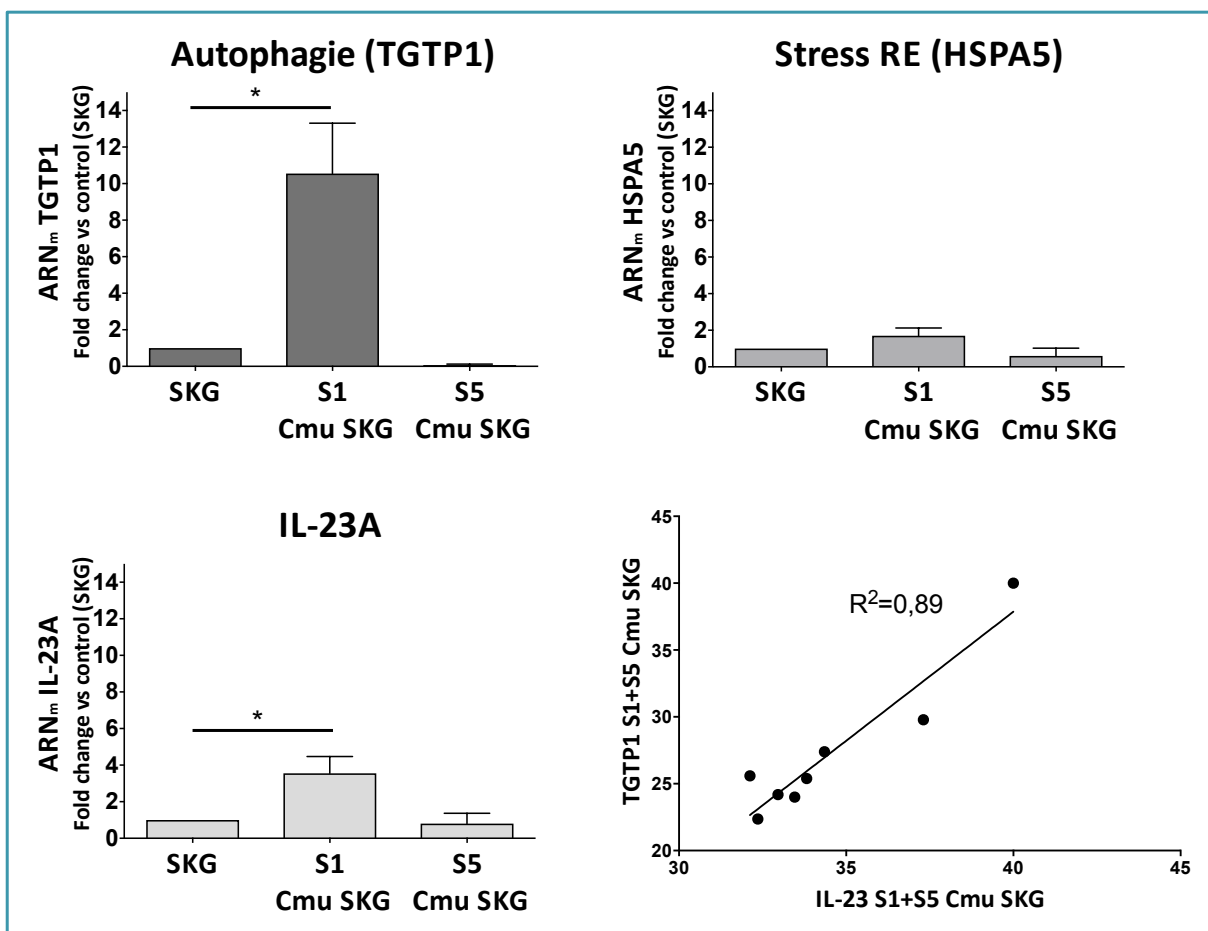 Autophagie (TGTP1)
*
ARNm TGTP1
Fold change vs control (SKG)
14
12
10
8
6
4
2
0
SKG
S1
S5
Cmu SKG
Cmu SKG
Stress RE (HSPA5)
ARNm HSPA5
Fold change vs control (SKG)
14
12
10
8
6
4
2
0
SKG
S1
S5
Cmu SKG
Cmu SKG
IL-23A
*
ARNm IL-23A
Fold change vs control (SKG)
14
12
10
8
6
4
2
0
SKG
S1
S5
Cmu SKG
Cmu SKG
R²=0,89
TGTP1 S1+S5 Cmu SKG
45
40
35
30
25
20
30
35
40
45
IL-23 S1+S5 Cmu SKG